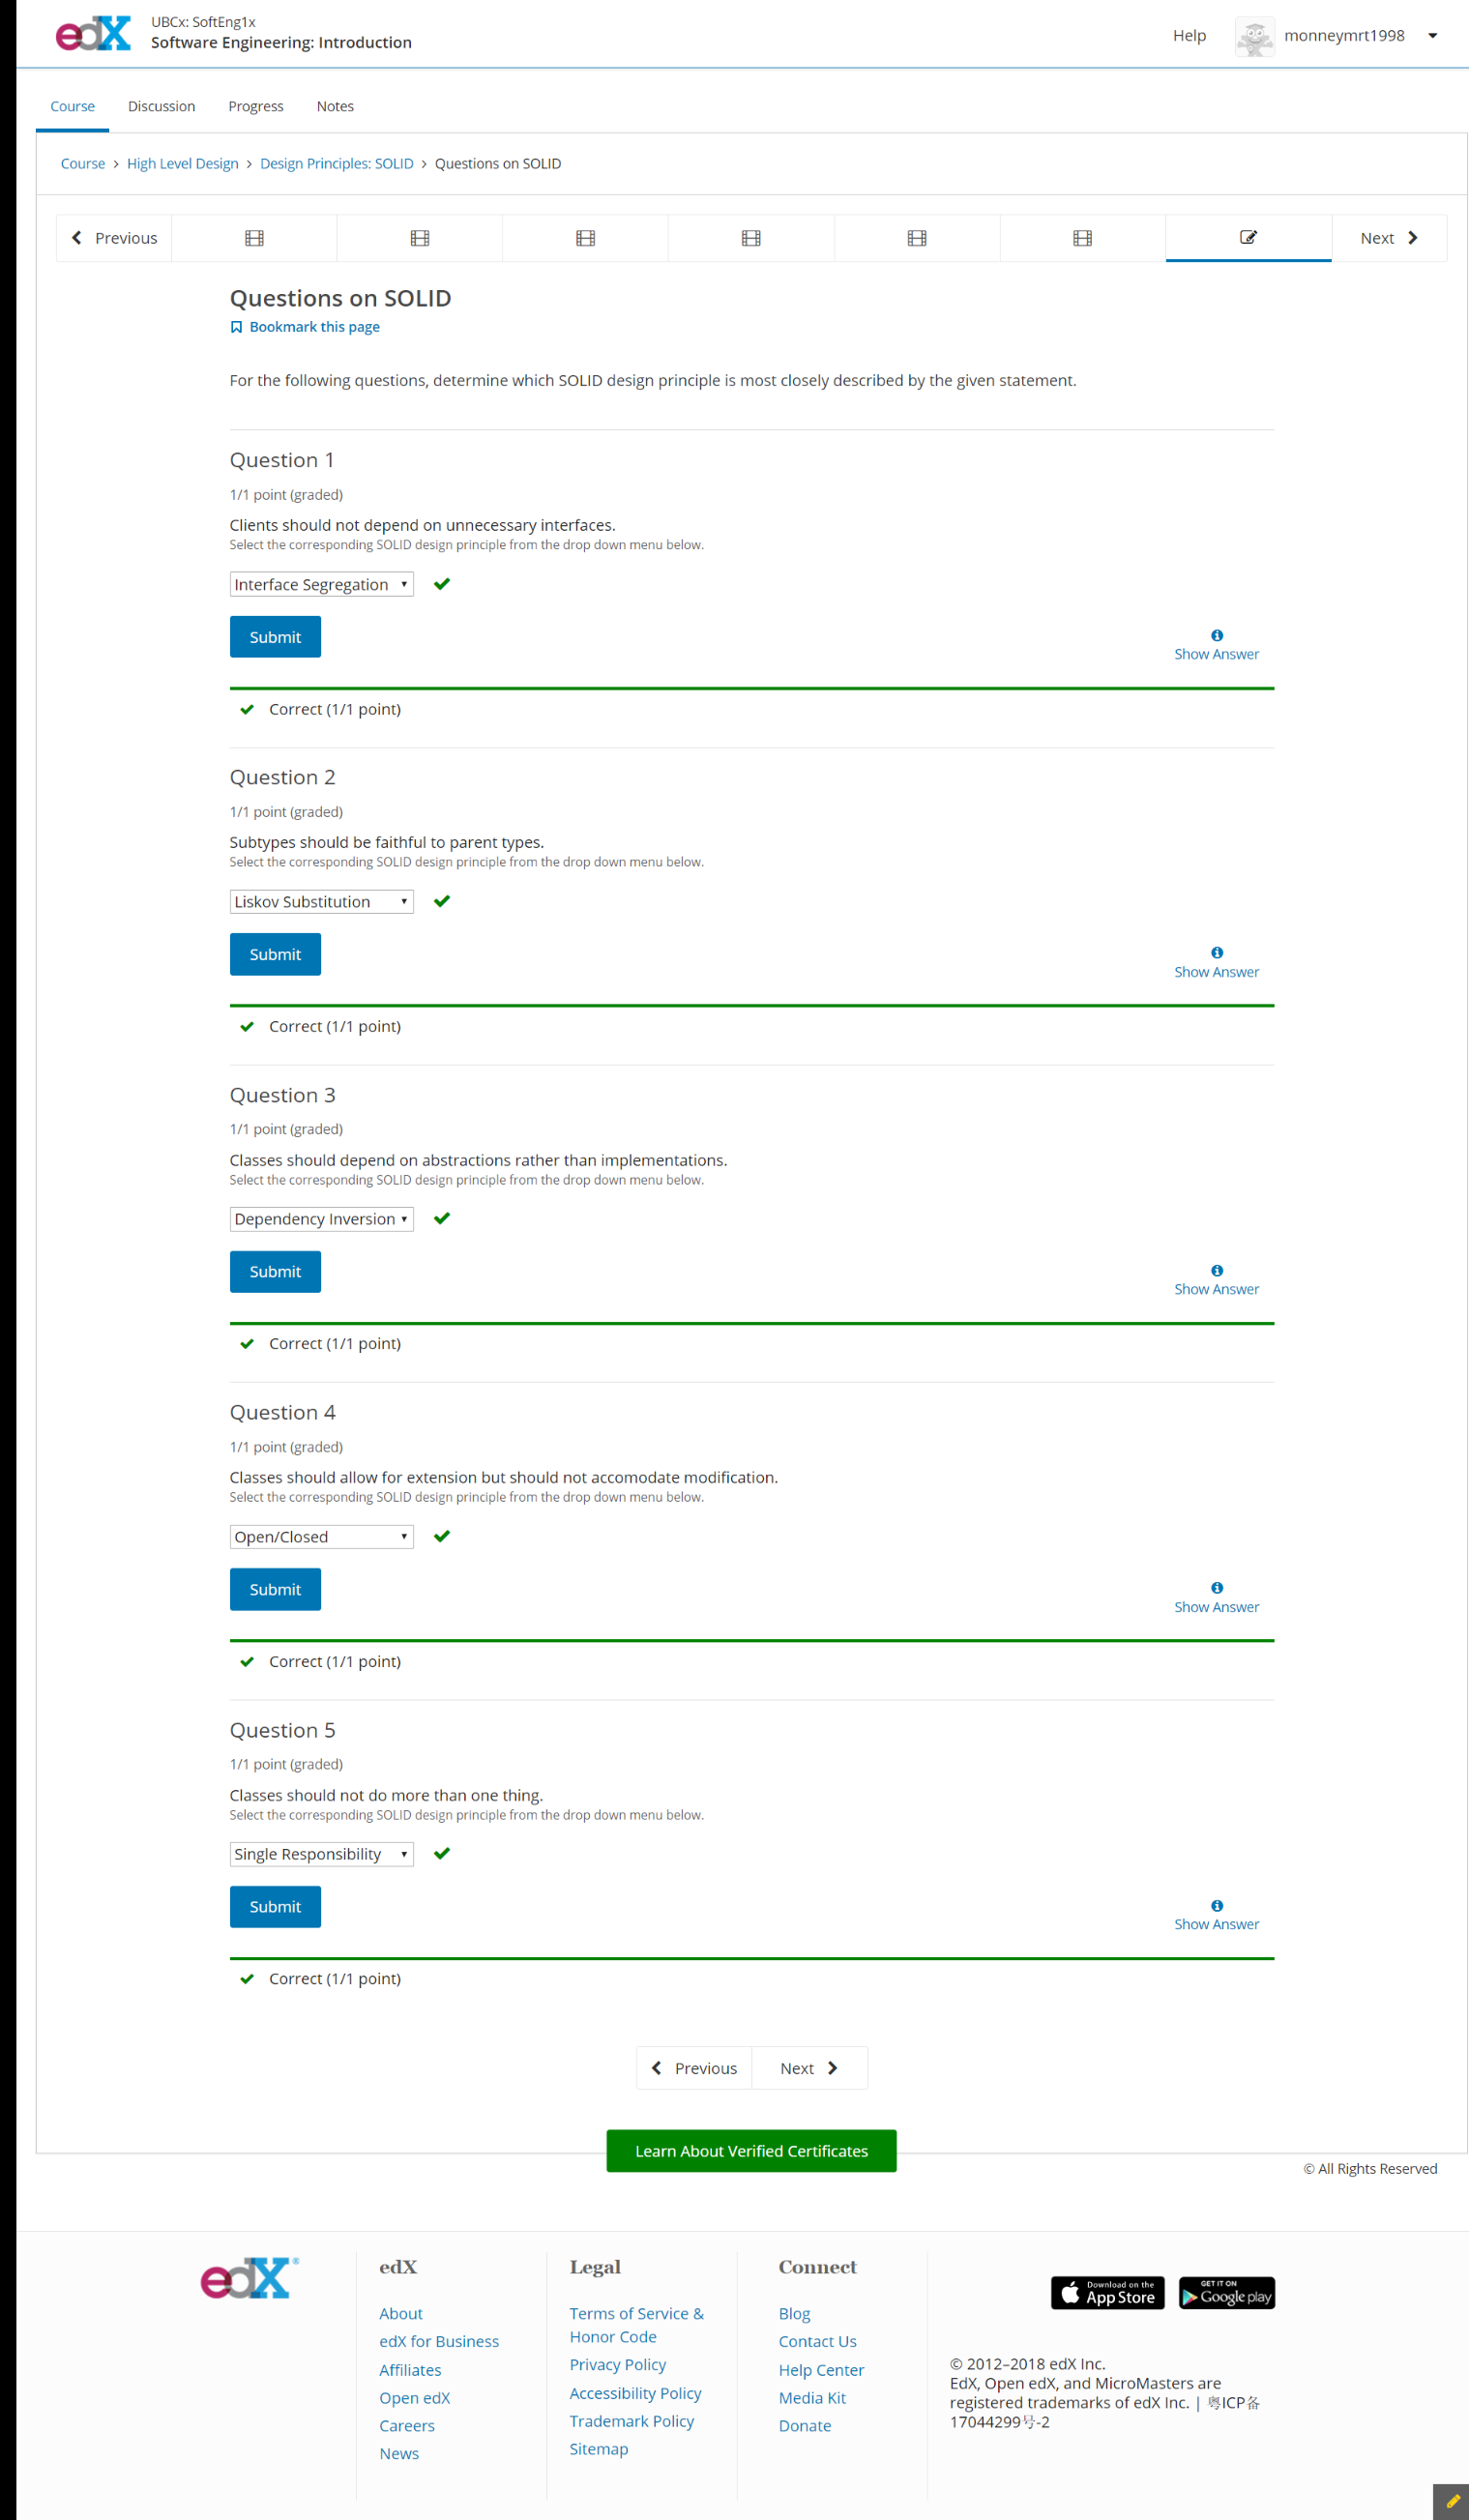 edX
UBCx: SoftEng1x
Software Engineering: Introduction
Help
monneymrt1998
Course
Discussion
Progress
Notes
Course > High Level Design > Design Principles: SOLID > Questions on SOLID
Previous
Next
Questions on SOLID
Bookmark this page
For the following questions, determine which SOLID design principle is most closely described by the given statement.
Question 1
1/1 point (graded)
Clients should not depend on unnecessary interfaces.
Select the corresponding SOLID design principle from the drop down menu below.
Interface Segregation
Submit
Show Answer
Correct (1/1 point)
Question 2
1/1 point (graded)
Subtypes should be faithful to parent types.
Select the corresponding SOLID design principle from the drop down menu below.
Liskov Substitution
Submit
Show Answer
Correct (1/1 point)
Question 3
1/1 point (graded)
Classes should depend on abstractions rather than implementations.
Select the corresponding SOLID design principle from the drop down menu below.
Dependency Inversion
Submit
Show Answer
Correct (1/1 point)
Question 4
1/1 point (graded)
Classes should allow for extension but should not accomodate modification.
Select the corresponding SOLID design principle from the drop down menu below.
Open/Closed
Submit
Show Answer
Correct (1/1 point)
Question 5
1/1 point (graded)
Classes should not do more than one thing.
Select the corresponding SOLID design principle from the drop down menu below.
Single Responsibility
Submit
Show Answer
Correct (1/1 point)
Previous
Next
Learn About Verified Certificates
© All Rights Reserved
edX®
edX
About
edX for Business
Affiliates
Open edX
Careers
News
Legal
Terms of Service &
Honor Code
Privacy Policy
Accessibility Policy
Trademark Policy
Sitemap
Connect
Blog
Contact Us
Help Center
Media Kit
Donate
Download on the
App Store
GET IT ON
Google play
© 2012–2018 edX Inc.
EdX, Open edX, and MicroMasters are
registered trademarks of edX Inc. | 粤ICP备
17044299号-2